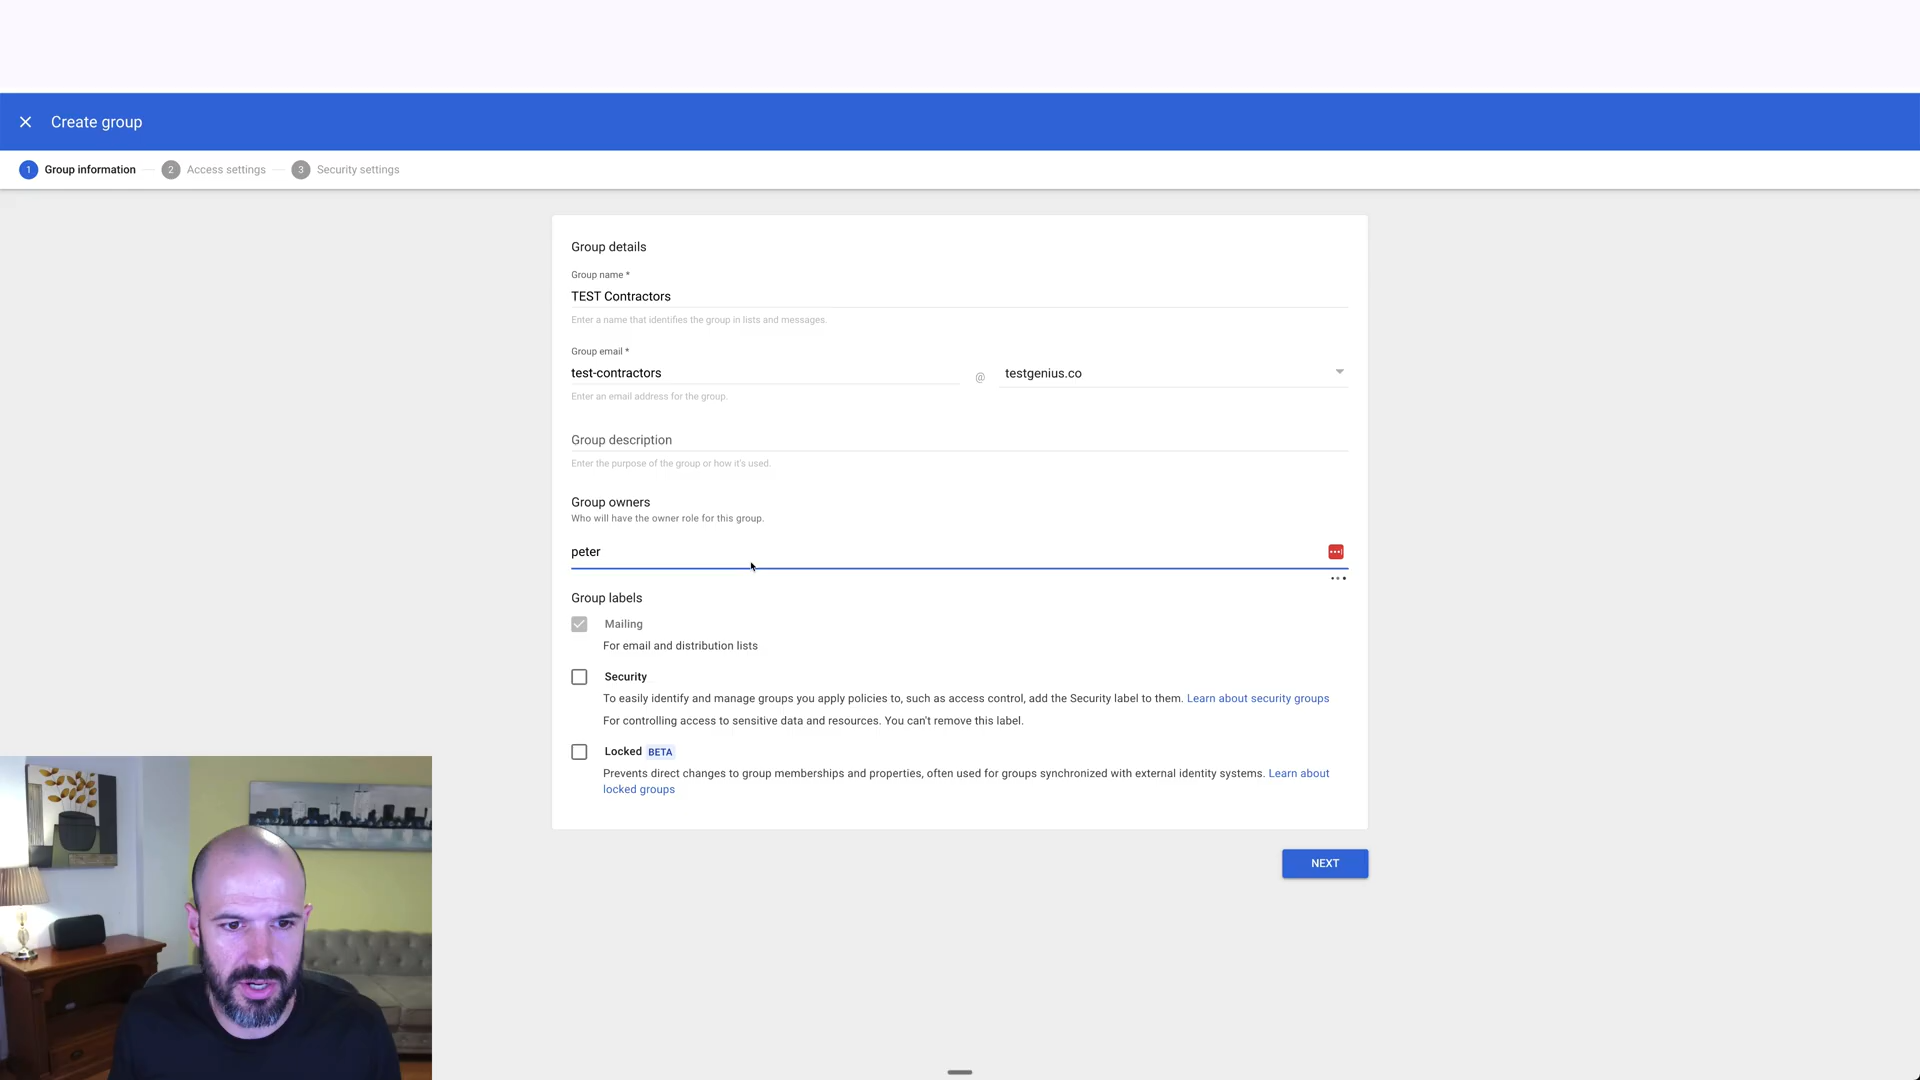 Create group
1 Group information 2 Access settings 3 Security settings
Group details
Group name *
TEST Contractors
Enter a name that identifies the group in lists and messages.
Group email *
test-contractors @ testgenius.co
Enter an email address for the group.
Group description
Enter the purpose of the group or how it's used.
Group owners
Who will have the owner role for this group.
peter
Group labels
Mailing
For email and distribution lists
Security
To easily identify and manage groups you apply policies to, such as access control, add the Security label to them. Learn about security groups
For controlling access to sensitive data and resources. You can't remove this label.
Locked BETA
Prevents direct changes to group memberships and properties, often used for groups synchronized with external identity systems. Learn about
locked groups
NEXT